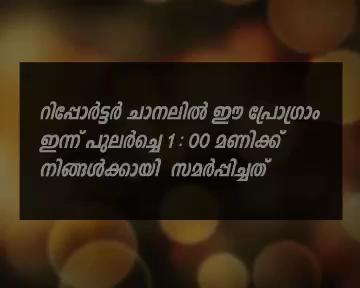 റിപ്പോർട്ടർ ചാനലിൽ ഈ പ്രോഗ്രാം
ഇന്ന് പുലർച്ചെ 1 : 00 മണിക്ക്
നിങ്ങൾക്കായി സമർപ്പിച്ചത്